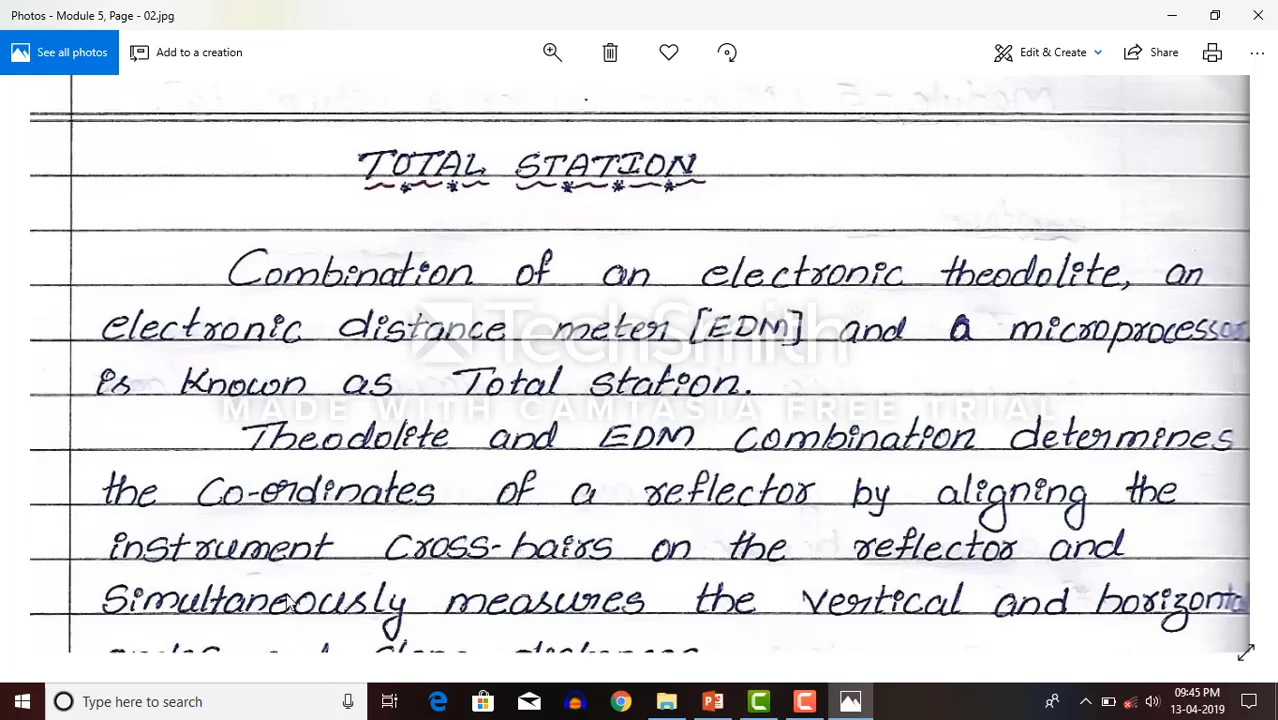 Photos - Module 5, Page - 02.jpg
See all photos
Add to a creation
Edit & Create
Share
TOTAL STATION
Combination of an electronic theodolite, an
electronic distance meter [EDM] and a microprocessor
is known as Total station.
Theodolite and EDM combination determines
the co-ordinates of a reflector by aligning the
instrument cross-hairs on the reflector and
simultaneously measures the vertical and horizontal
TechSmith
MADE WITH CAMTASIA FREE TRIAL
Type here to search
09:45 PM
13-04-2019